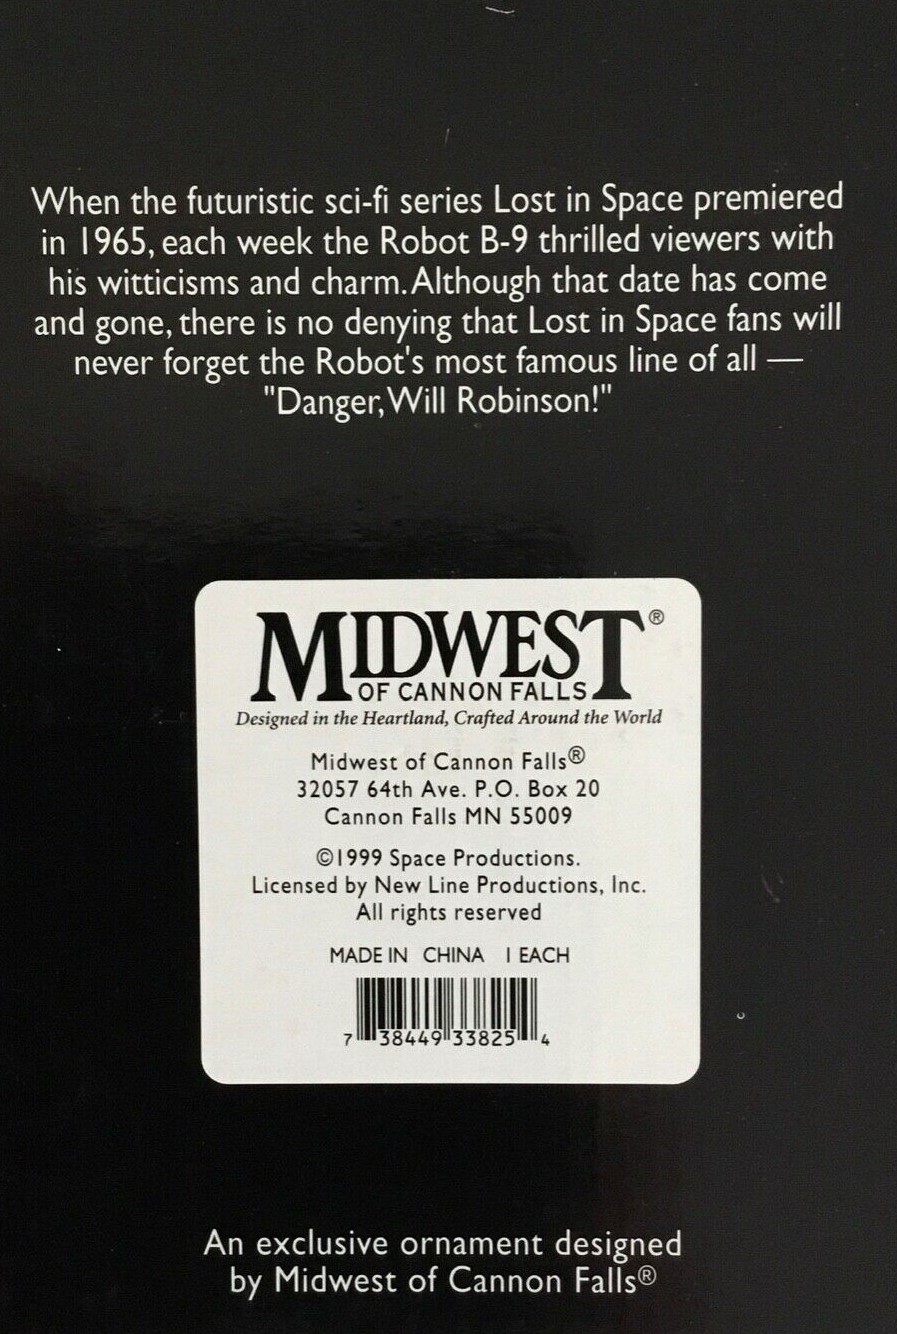 When the futuristic sci-fi series Lost in Space premiered
in 1965, each week the Robot B-9 thrilled viewers with
his witticisms and charm. Although that date has come
and gone, there is no denying that Lost in Space fans will
never forget the Robot's most famous line of all —
"Danger, Will Robinson!"
MIDWEST®
OF CANNON FALLS
Designed in the Heartland, Crafted Around the World
Midwest of Cannon Falls®
32057 64th Ave. P.O. Box 20
Cannon Falls MN 55009
©1999 Space Productions.
Licensed by New Line Productions, Inc.
All rights reserved
MADE IN CHINA 1 EACH
7 38449 33825 4
An exclusive ornament designed
by Midwest of Cannon Falls®